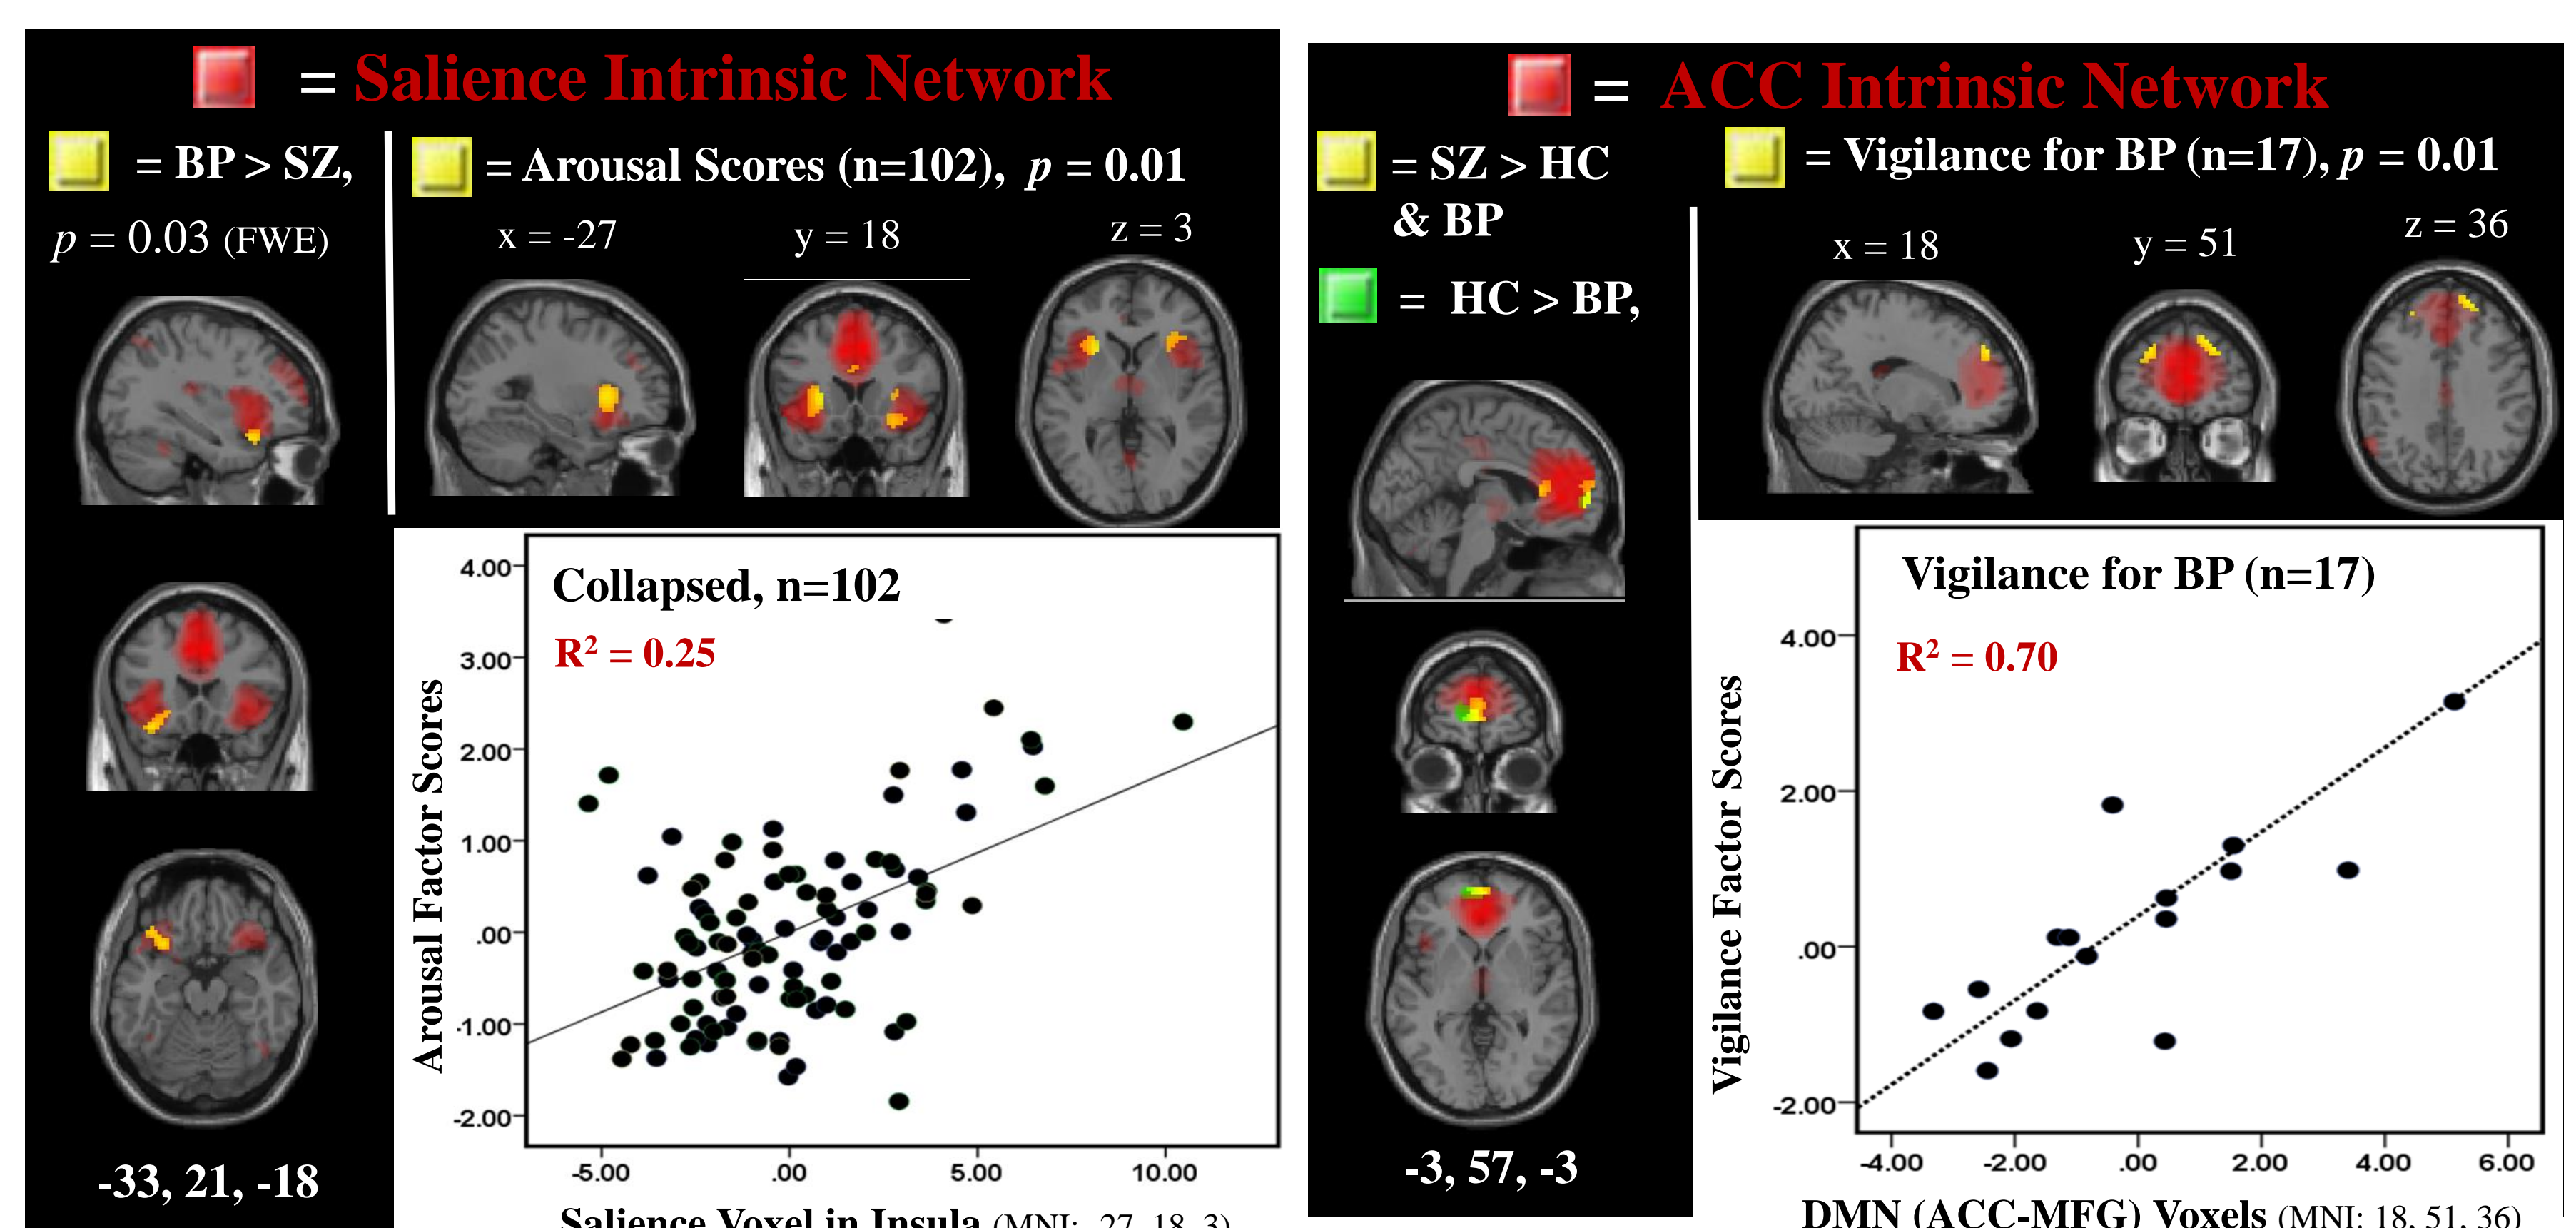 = Salience Intrinsic Network
= BP > SZ,
p = 0.03 (FWE)
= Arousal Scores (n=102), p = 0.01
x = -27
y = 18
z = 3
-33, 21, -18
Collapsed, n=102
R² = 0.25
Arousal Factor Scores
4.00
3.00
2.00
1.00
.00
-1.00
-2.00
-5.00 .00 5.00 10.00
Salience Voxel in Insula (MNI: -27, 18, 3)
= ACC Intrinsic Network
= SZ > HC
& BP
= HC > BP,
= Vigilance for BP (n=17), p = 0.01
x = 18
y = 51
z = 36
-3, 57, -3
Vigilance for BP (n=17)
R² = 0.70
Vigilance Factor Scores
4.00
2.00
.00
-2.00
-4.00 -2.00 .00 2.00 4.00 6.00
DMN (ACC-MFG) Voxels (MNI: 18, 51, 36)